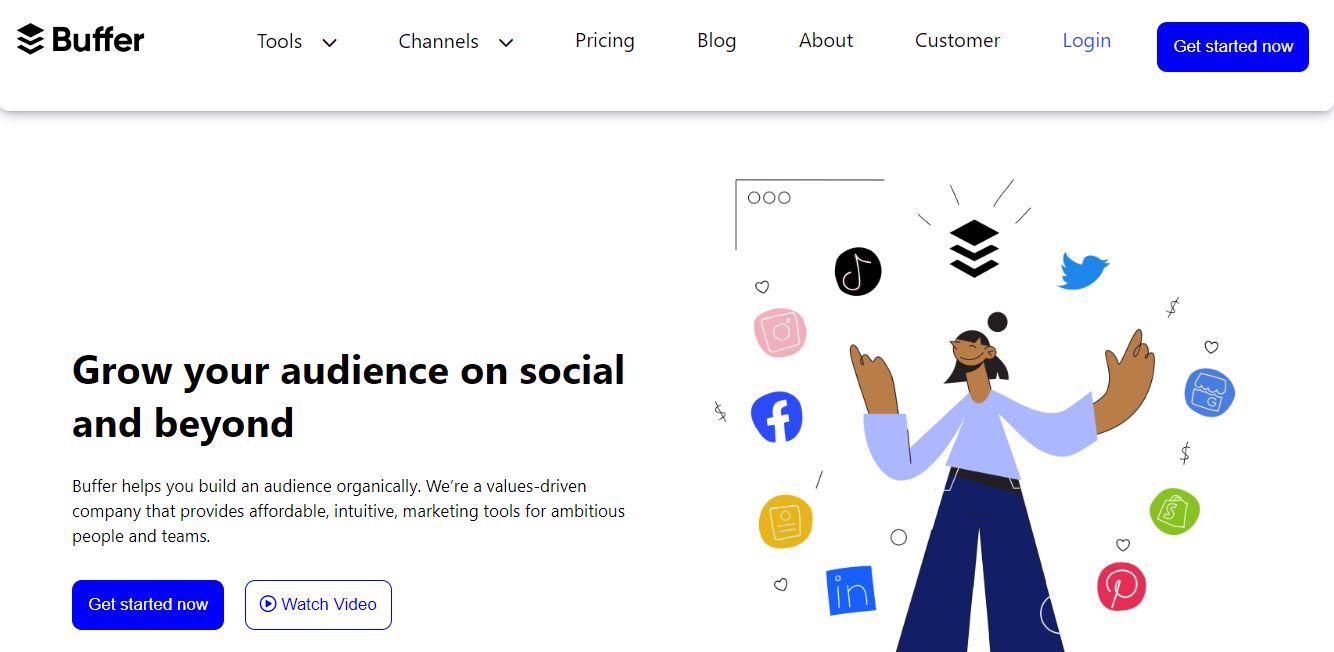 Buffer
Tools
Channels
Pricing
Blog
About
Customer
Login
Get started now
Grow your audience on social
and beyond
Buffer helps you build an audience organically. We’re a values-driven
company that provides affordable, intuitive, marketing tools for ambitious
people and teams.
Get started now
Watch Video
$
$
$
f
G
S
in